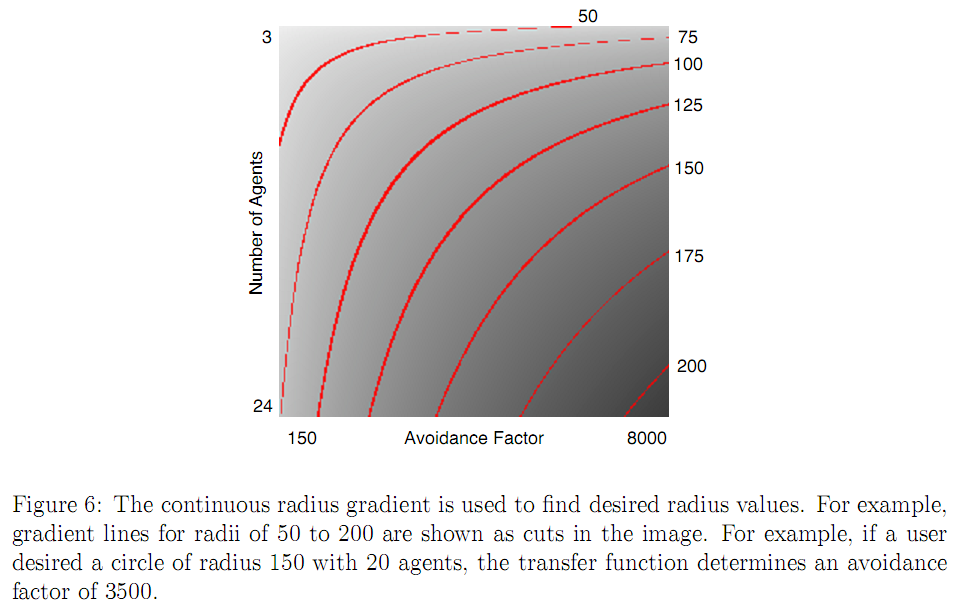 50
3
75
100
125
150
175
200
Number of Agents
24
150
Avoidance Factor
8000
Figure 6: The continuous radius gradient is used to find desired radius values. For example,
gradient lines for radii of 50 to 200 are shown as cuts in the image. For example, if a user
desired a circle of radius 150 with 20 agents, the transfer function determines an avoidance
factor of 3500.